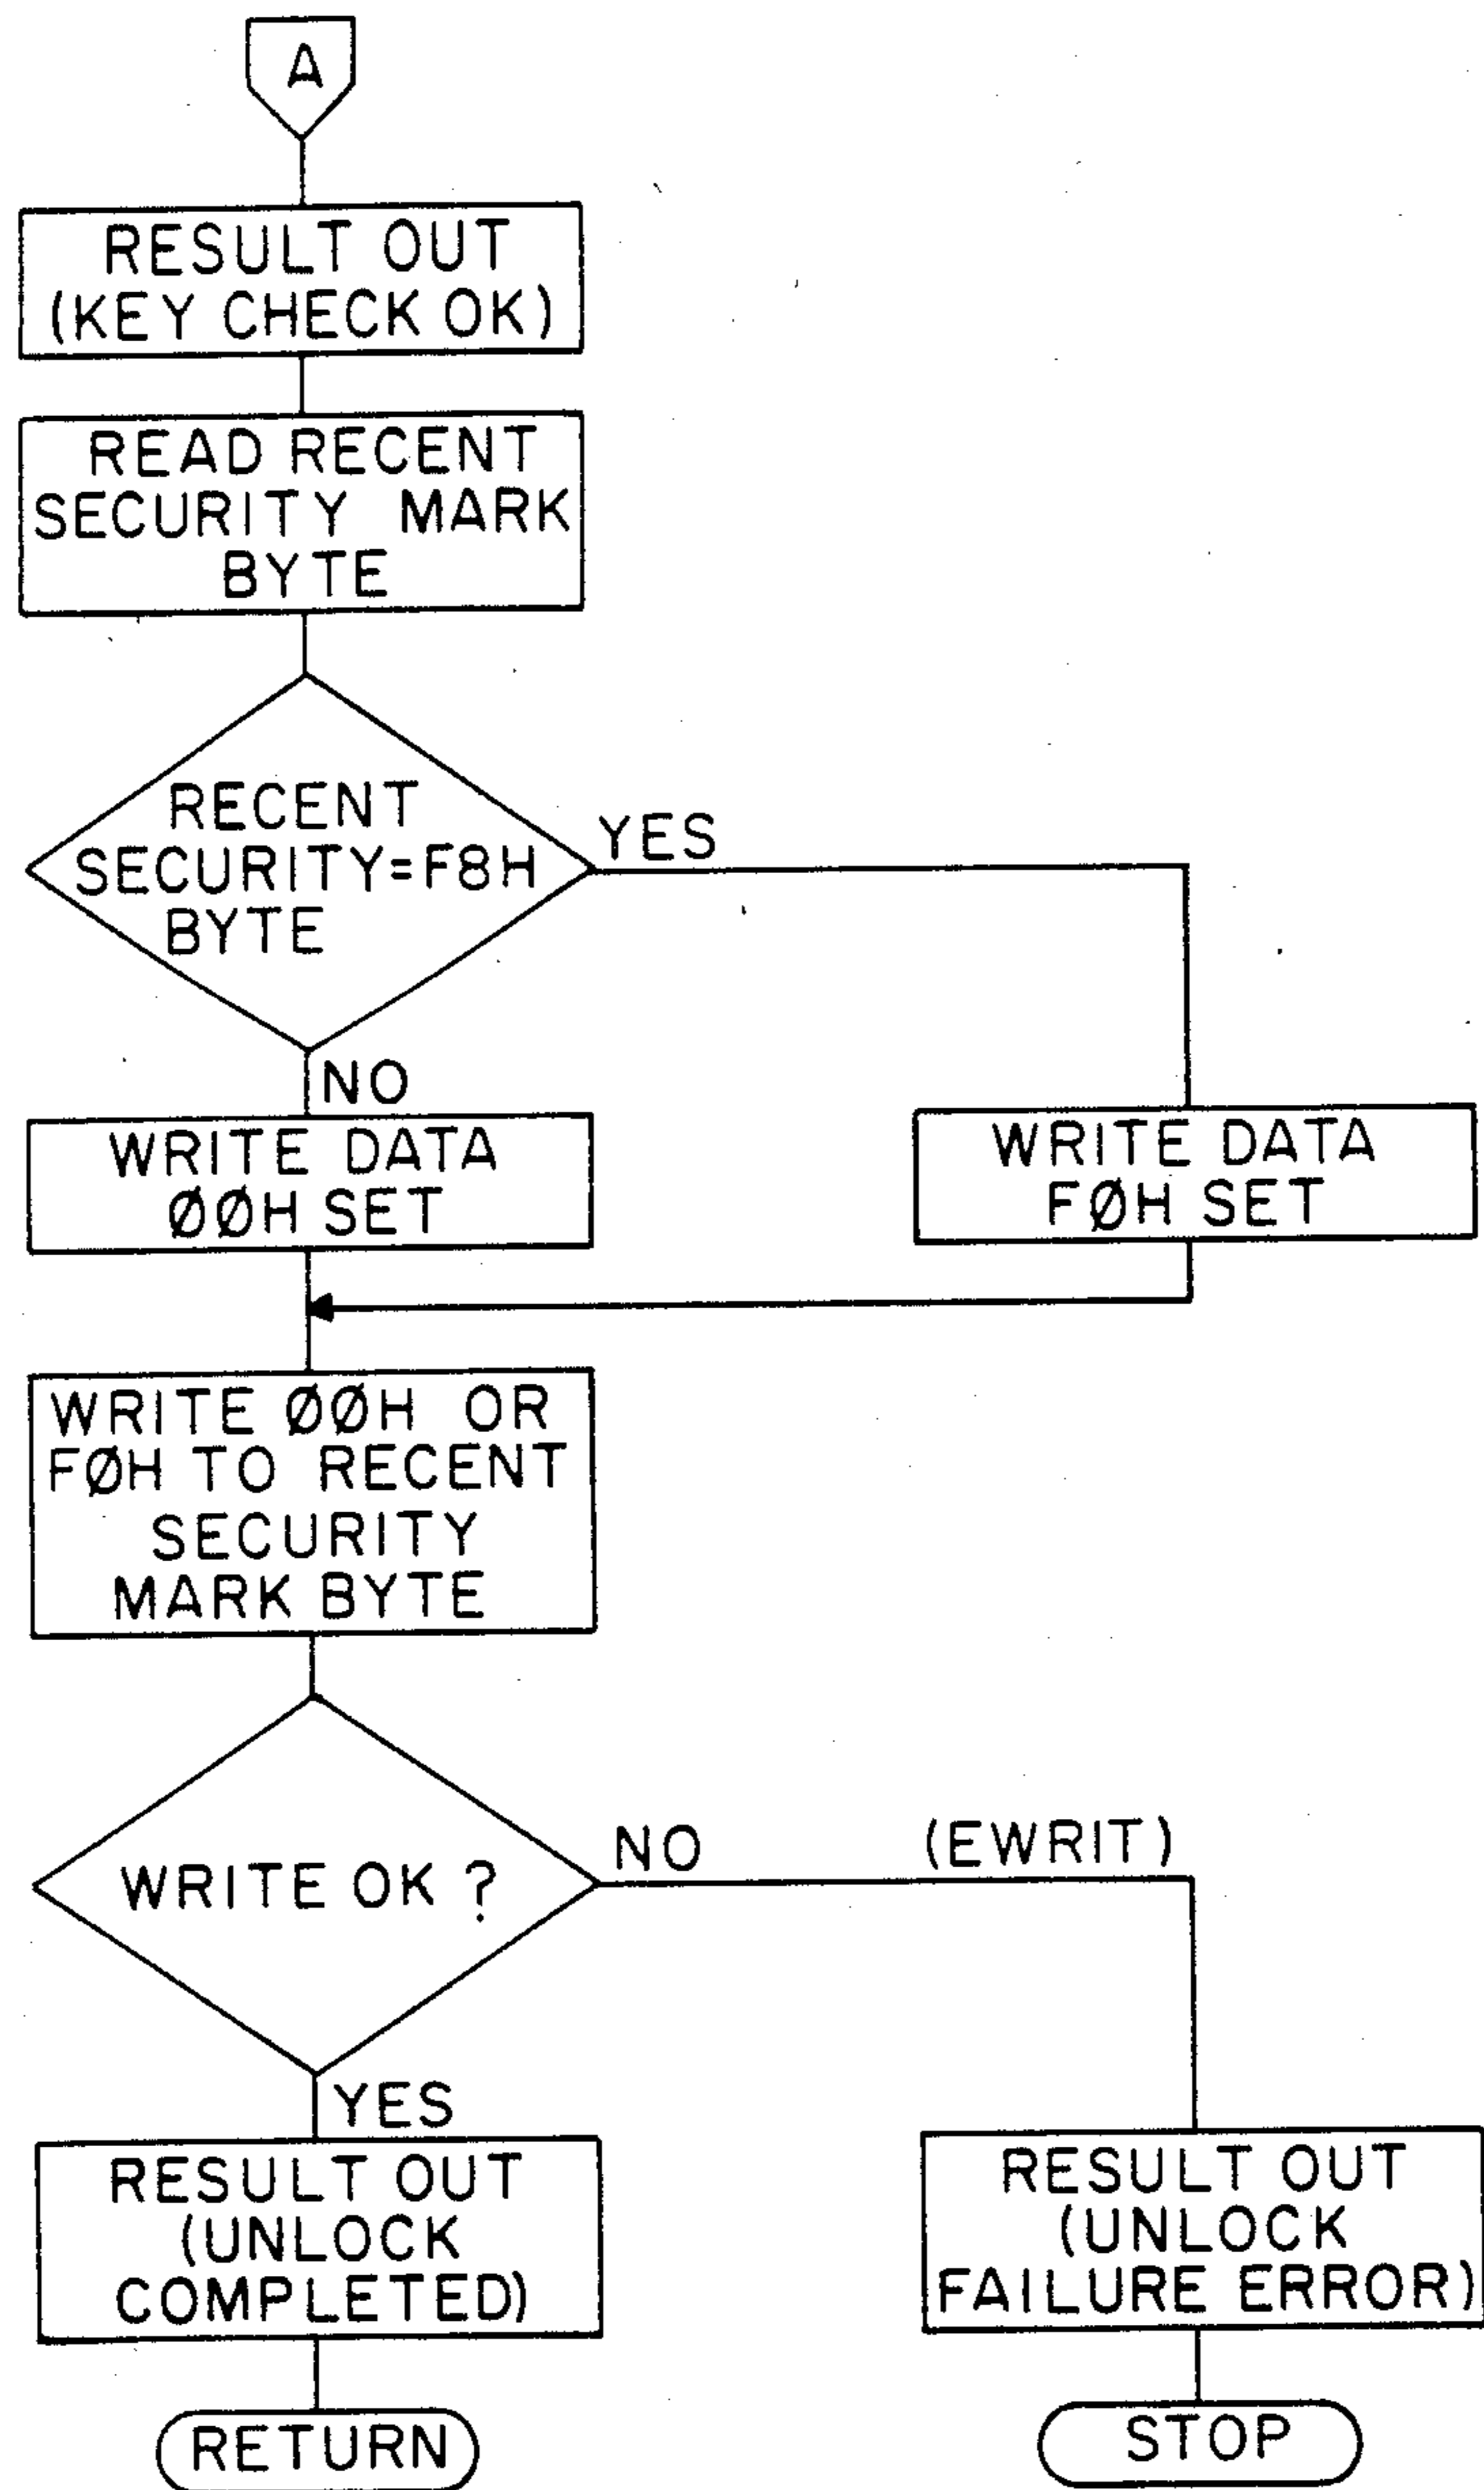 A
RESULT OUT
(KEY CHECK OK)
READ RECENT
SECURITY MARK
BYTE
RECENT
SECURITY=F8H
BYTE
YES
NO
WRITE DATA
ØØH SET
WRITE DATA
FØH SET
WRITE ØØH OR
FØH TO RECENT
SECURITY
MARK BYTE
WRITE OK ?
NO
(EWRIT)
YES
RESULT OUT
(UNLOCK
COMPLETED)
RESULT OUT
(UNLOCK
FAILURE ERROR)
RETURN
STOP